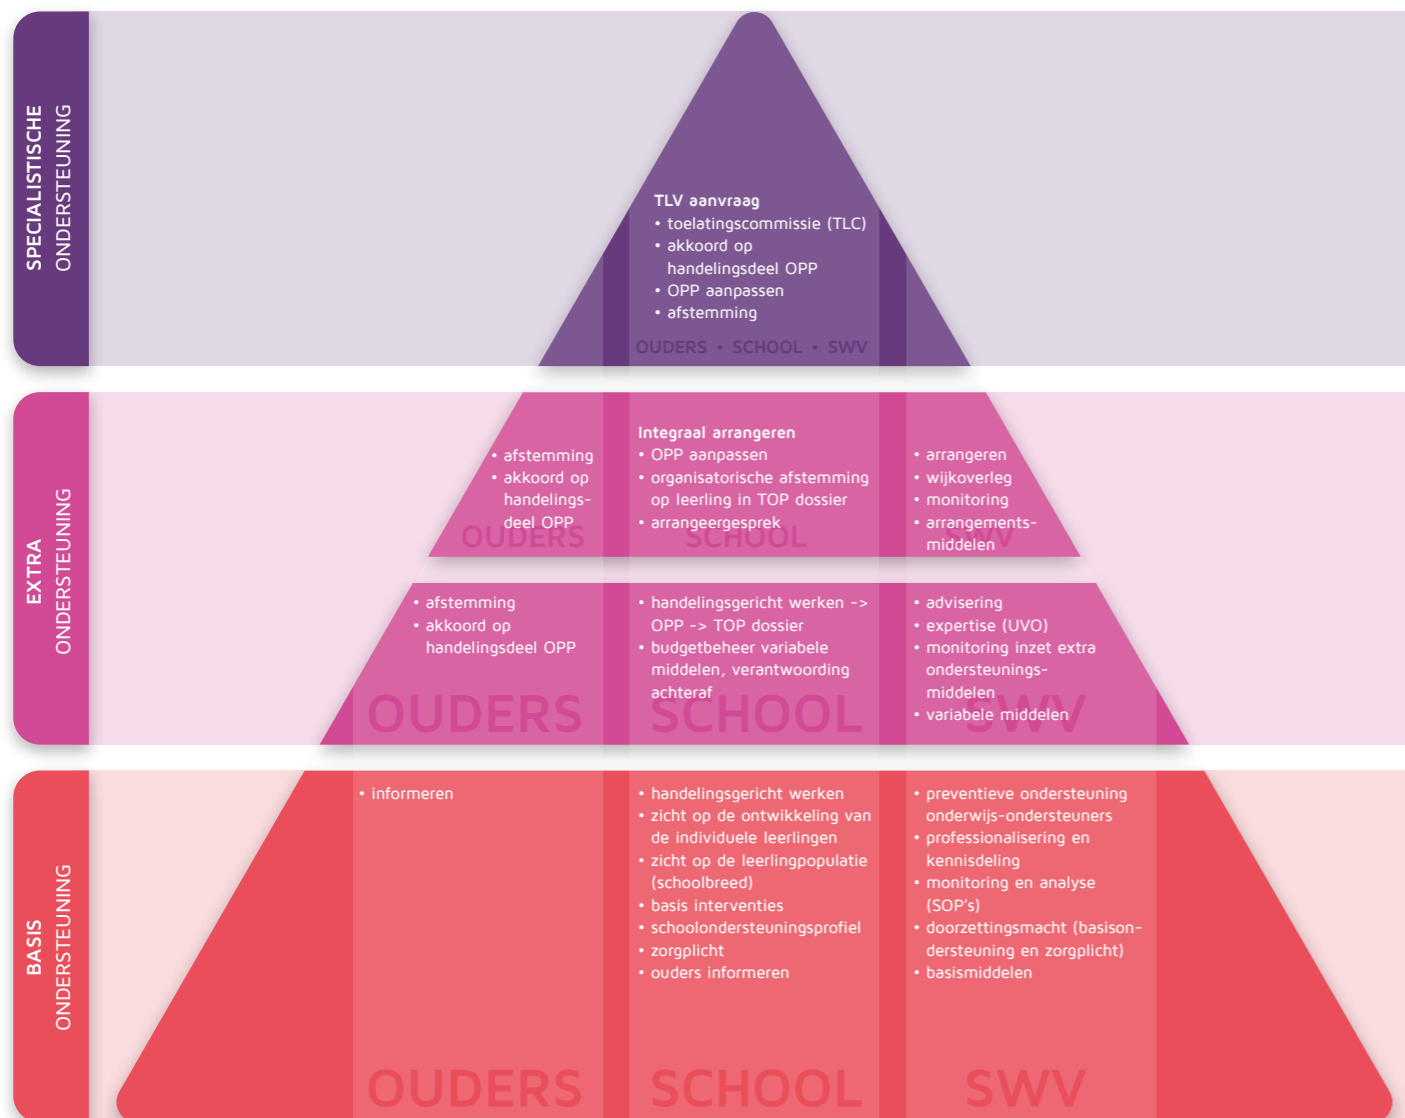 SPECIALISTISCHE
ONDERSTEUNING
TLV aanvraag
• toelatingscommissie (TLC)
• akkoord op
handelingsdeel OPP
• OPP aanpassen
• afstemming
OUDERS • SCHOOL • SWV
EXTRA
ONDERSTEUNING
• afstemming
• akkoord op
handelings-
deel OPP
OUDERS
Integraal arrangeren
• OPP aanpassen
• organisatorische afstemming
op leerling in TOP dossier
• arrangeergesprek
SCHOOL
• arrangeren
• wijkoverleg
• monitoring
• arrangements-
middelen
SWV
• afstemming
• akkoord op
handelingsdeel OPP
OUDERS
• handelingsgericht werken ->
OPP -> TOP dossier
• budgetbeheer variabele
middelen, verantwoording
achteraf
SCHOOL
• advisering
• expertise (UVO)
• monitoring inzet extra
ondersteunings-
middelen
• variabele middelen
SWV
BASIS
ONDERSTEUNING
• informeren
OUDERS
• handelingsgericht werken
• zicht op de ontwikkeling van
de individuele leerlingen
• zicht op de leerlingpopulatie
(schoolbreed)
• basis interventies
• schoolondersteuningsprofiel
• zorgplicht
• ouders informeren
SCHOOL
• preventieve ondersteuning
onderwijs-ondersteuners
• professionalisering en
kennisdeling
• monitoring en analyse
(SOP's)
• doorzettingsmacht (basison-
dersteuning en zorgplicht)
• basismiddelen
SWV